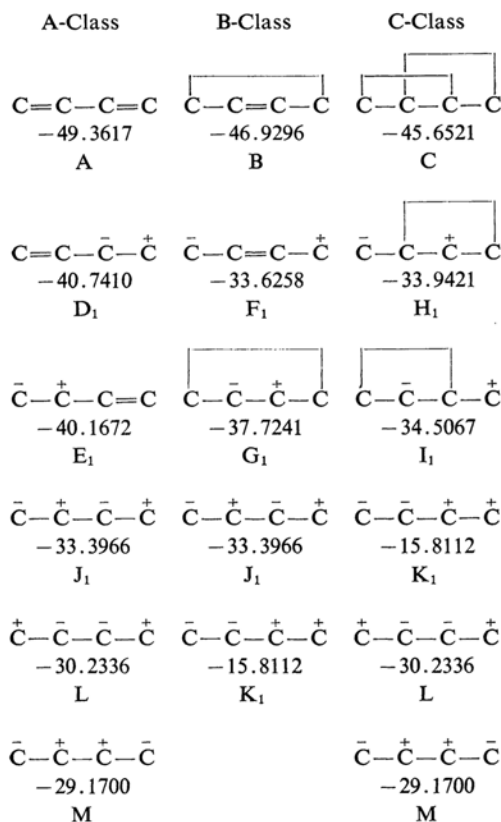 A-Class B-Class C-Class
C=C—C=C C—C=C—C C—C—C—C
−49.3617 −46.9296 −45.6521
A B C
− + − + − +
C=C—C—C C—C=C—C C—C—C—C
−40.7410 −33.6258 −33.9421
D₁ F₁ H₁
− + − + − +
C—C—C=C C—C—C—C C—C—C—C
−40.1672 −37.7241 −34.5067
E₁ G₁ I₁
− + − + − + − + − − + +
C—C—C—C C—C—C—C C—C—C—C
−33.3966 −33.3966 −15.8112
J₁ J₁ K₁
+ − − + − − + + + − − +
C—C—C—C C—C—C—C C—C—C—C
−30.2336 −15.8112 −30.2336
L K₁ L
− + + − − + + −
C—C—C—C C—C—C—C
−29.1700 −29.1700
M M